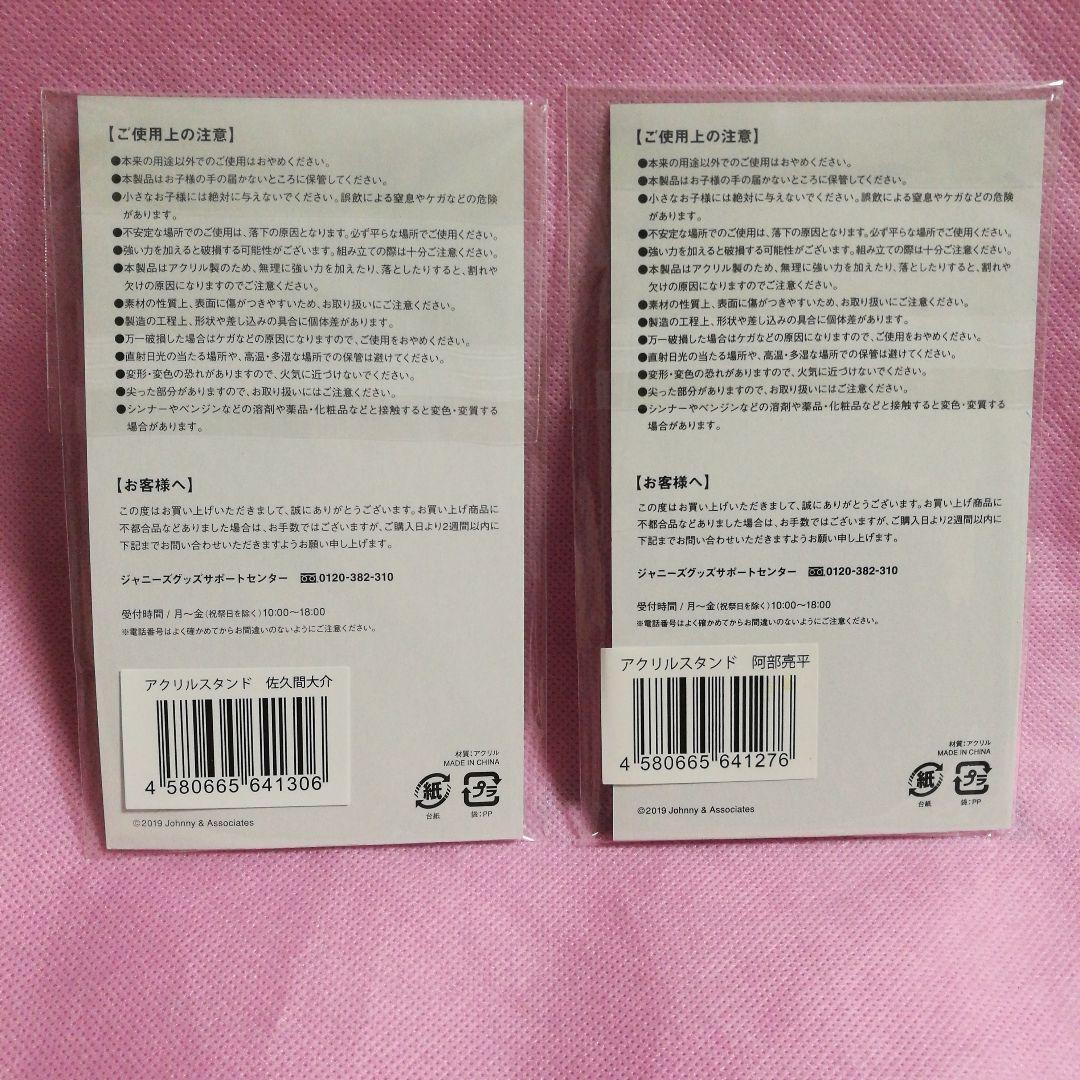 【ご使用上の注意】
●本来の用途以外でのご使用はおやめください。
●本製品はお子様の手の届かないところに保管してください。
●小さなお子様には絶対に与えないでください。誤飲による窒息やケガなどの危険
があります。
●不安定な場所でのご使用は、落下の原因となります。必ず平らな場所でご使用ください。
●強い力を加えると破損する可能性がございます。組み立ての際は十分ご注意ください。
●本製品はアクリル製のため、無理に強い力を加えたり、落としたりすると、割れや
欠けの原因になりますのでご注意ください。
●素材の性質上、表面に傷がつきやすいため、お取り扱いにご注意ください。
●製造の工程上、形状や差し込みの具合に個体差があります。
●万一破損した場合はケガなどの原因になりますので、ご使用をおやめください。
●直射日光の当たる場所や、高温・多湿な場所での保管は避けてください。
●変形・変色の恐れがありますので、火気に近づけないでください。
●尖った部分がありますので、お取り扱いにはご注意ください。
●シンナーやベンジンなどの溶剤や薬品・化粧品などと接触すると変色・変質する
場合があります。
【お客様へ】
この度はお買い上げいただきまして、誠にありがとうございます。お買い上げ商品に
不都合品などありました場合は、お手数ではございますが、ご購入日より2週間以内に
下記までお問い合わせいただきますようお願い申し上げます。
ジャニーズグッズサポートセンター 0120-382-310
受付時間 / 月〜金(祝祭日を除く)10:00〜18:00
※電話番号はよく確かめてからお間違いのないようにご注意ください。
アクリルスタンド 佐久間大介
4 580665 641306
材質:アクリル
MADE IN CHINA
紙 プラ
台紙 袋:PP
©2019 Johnny & Associates
【ご使用上の注意】
●本来の用途以外でのご使用はおやめください。
●本製品はお子様の手の届かないところに保管してください。
●小さなお子様には絶対に与えないでください。誤飲による窒息やケガなどの危険
があります。
●不安定な場所でのご使用は、落下の原因となります。必ず平らな場所でご使用ください。
●強い力を加えると破損する可能性がございます。組み立ての際は十分ご注意ください。
●本製品はアクリル製のため、無理に強い力を加えたり、落としたりすると、割れや
欠けの原因になりますのでご注意ください。
●素材の性質上、表面に傷がつきやすいため、お取り扱いにご注意ください。
●製造の工程上、形状や差し込みの具合に個体差があります。
●万一破損した場合はケガなどの原因になりますので、ご使用をおやめください。
●直射日光の当たる場所や、高温・多湿な場所での保管は避けてください。
●変形・変色の恐れがありますので、火気に近づけないでください。
●尖った部分がありますので、お取り扱いにはご注意ください。
●シンナーやベンジンなどの溶剤や薬品・化粧品などと接触すると変色・変質する
場合があります。
【お客様へ】
この度はお買い上げいただきまして、誠にありがとうございます。お買い上げ商品に
不都合品などありました場合は、お手数ではございますが、ご購入日より2週間以内に
下記までお問い合わせいただきますようお願い申し上げます。
ジャニーズグッズサポートセンター 0120-382-310
受付時間 / 月〜金(祝祭日を除く)10:00〜18:00
※電話番号はよく確かめてからお間違いのないようにご注意ください。
アクリルスタンド 阿部亮平
4 580665 641276
材質:アクリル
MADE IN CHINA
紙 プラ
台紙 袋:PP
©2019 Johnny & Associates